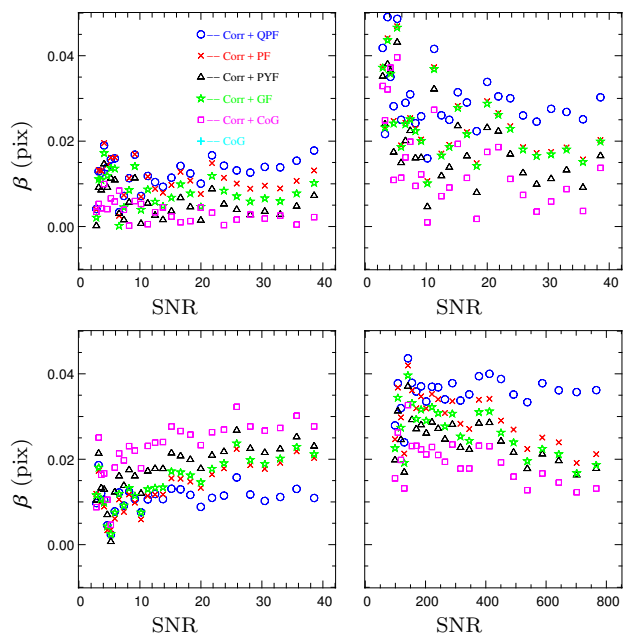 Corr + QPF
Corr + PF
Corr + PYF
Corr + GF
Corr + CoG
CoG
β (pix)
0.04
0.02
0.00
0 10 20 30 40
SNR
0 10 20 30 40
SNR
β (pix)
0.04
0.02
0.00
0 10 20 30 40
SNR
0 200 400 600 800
SNR